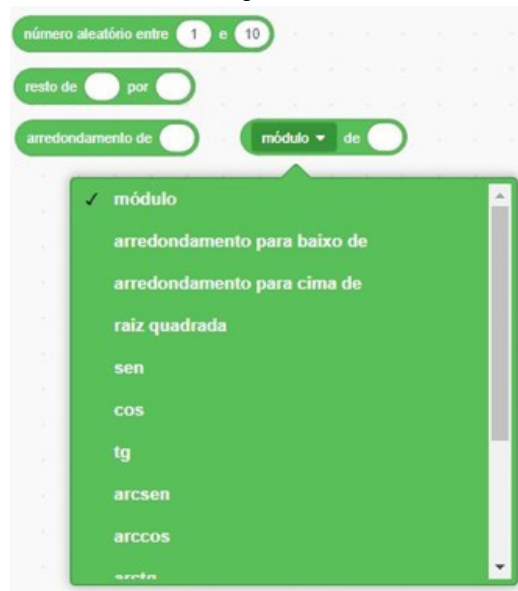 número aleatório entre 1 e 10
resto de por
arredondamento de módulo de
módulo
arredondamento para baixo de
arredondamento para cima de
raiz quadrada
sen
cos
tg
arcsen
arccos
arctg